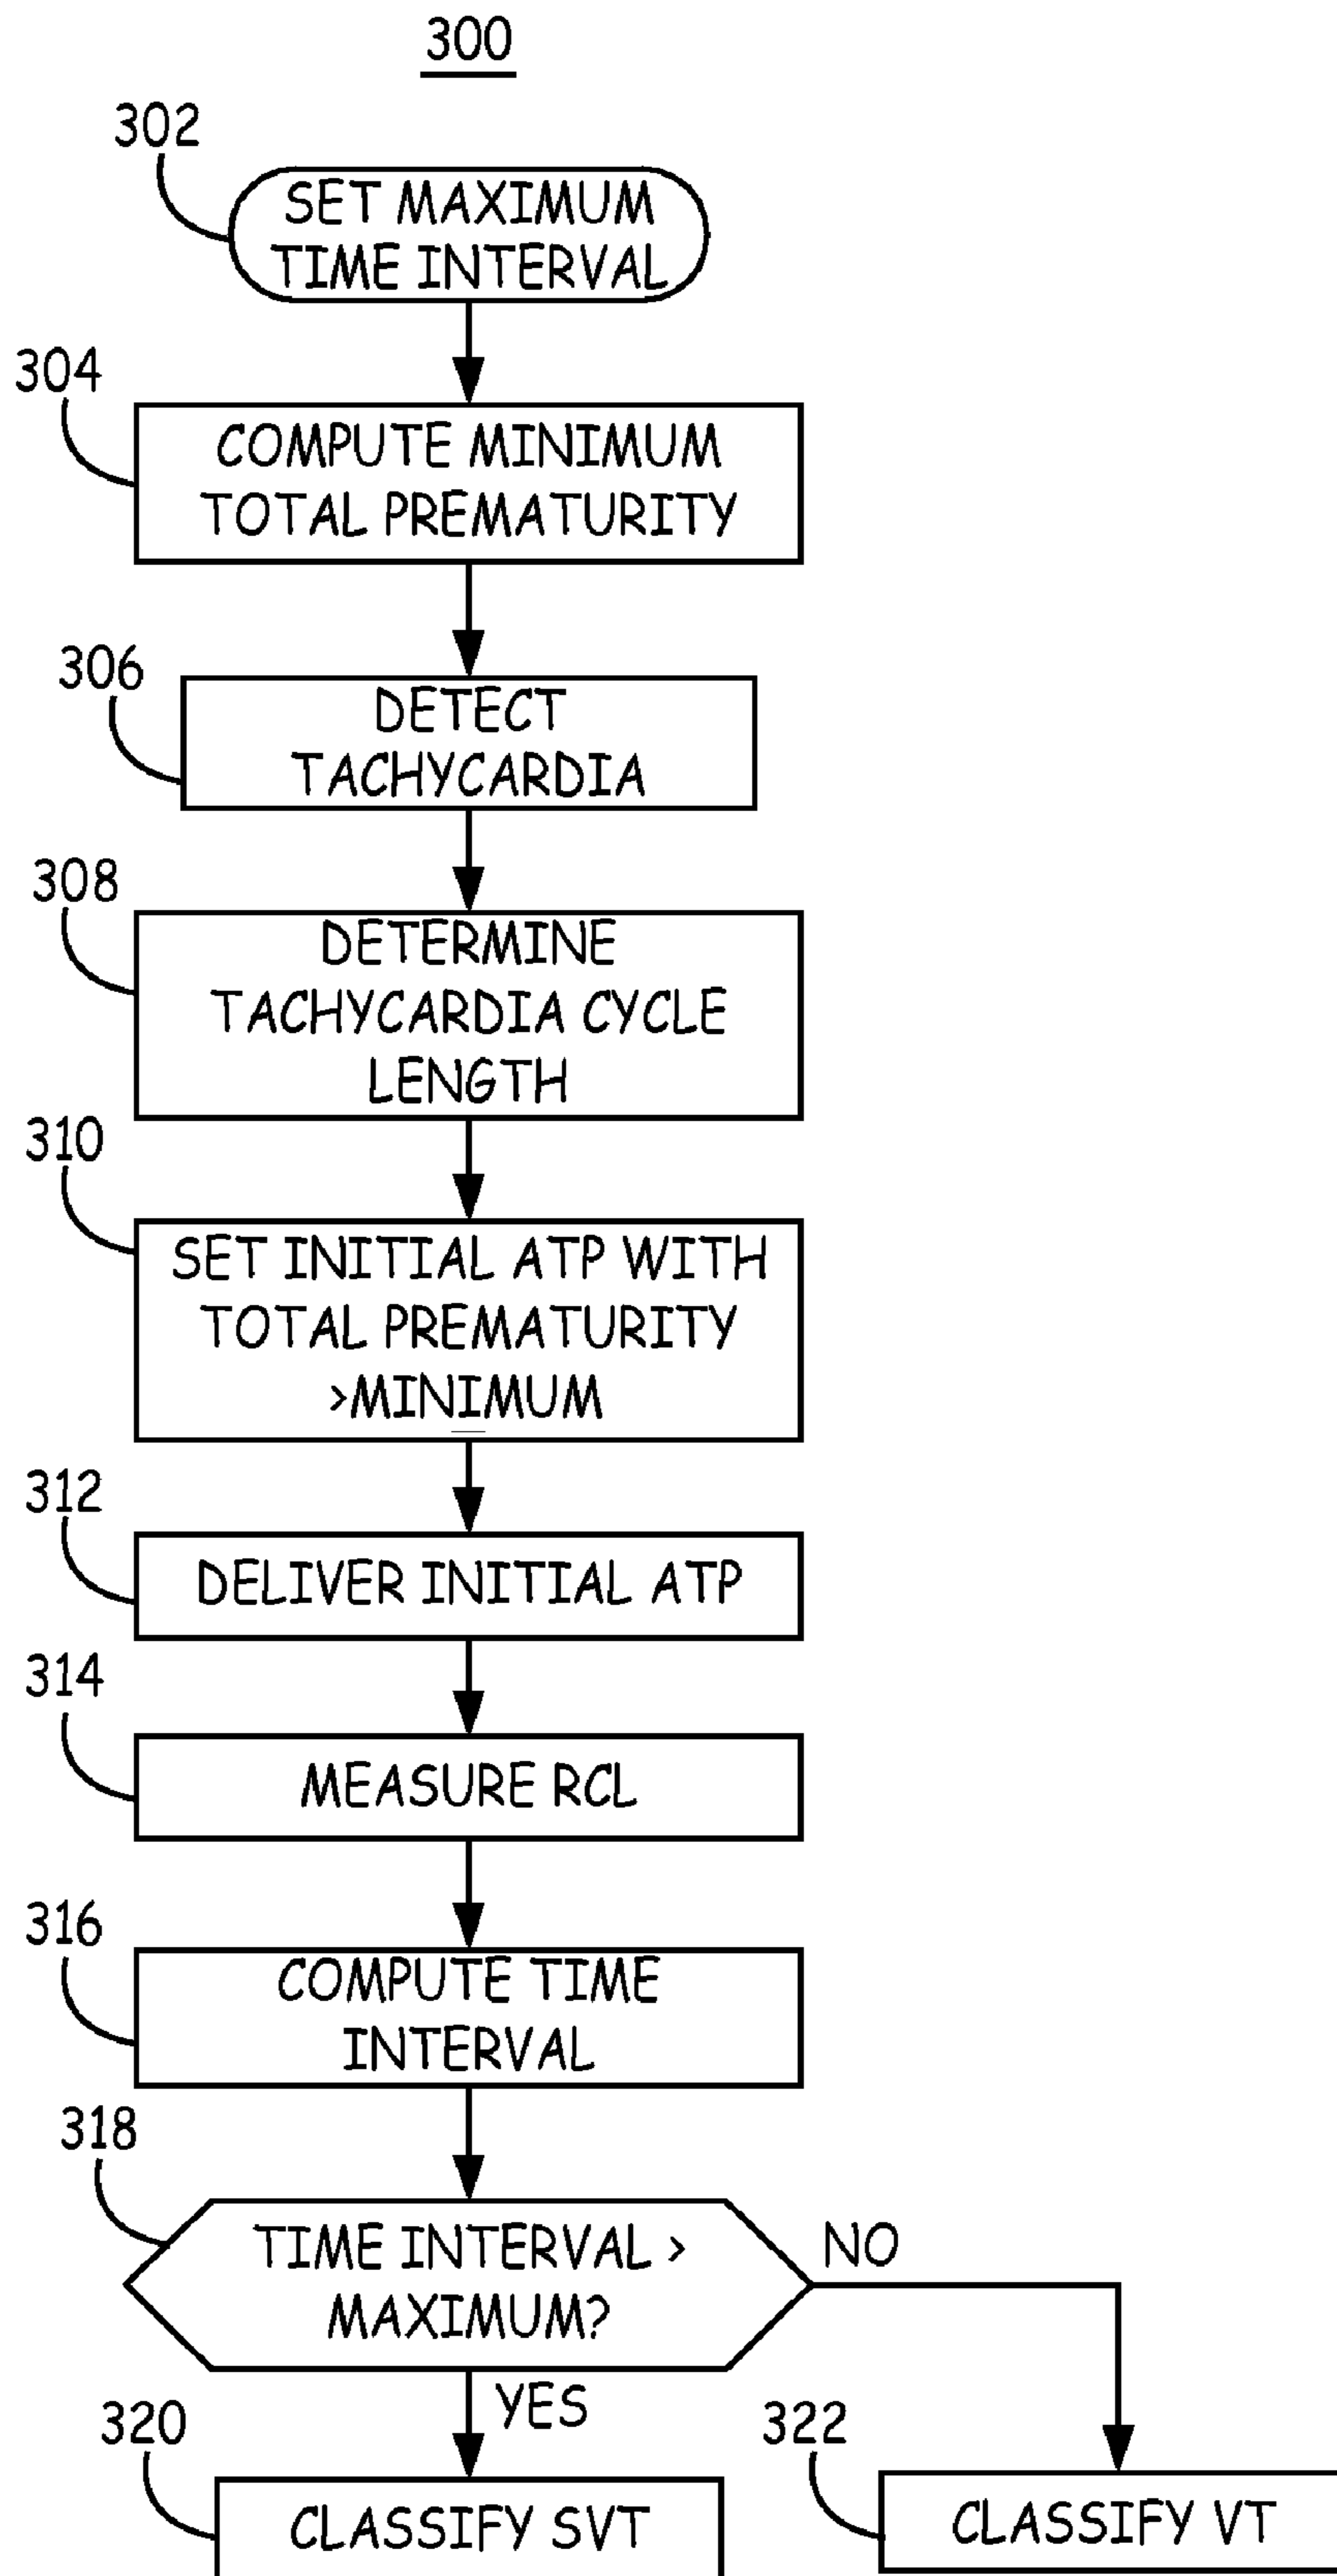 300
302
SET MAXIMUM
TIME INTERVAL
304
COMPUTE MINIMUM
TOTAL PREMATURITY
306
DETECT
TACHYCARDIA
308
DETERMINE
TACHYCARDIA CYCLE
LENGTH
310
SET INITIAL ATP WITH
TOTAL PREMATURITY
>MINIMUM
312
DELIVER INITIAL ATP
314
MEASURE RCL
316
COMPUTE TIME
INTERVAL
318
TIME INTERVAL >
MAXIMUM?
NO
YES
320
CLASSIFY SVT
322
CLASSIFY VT